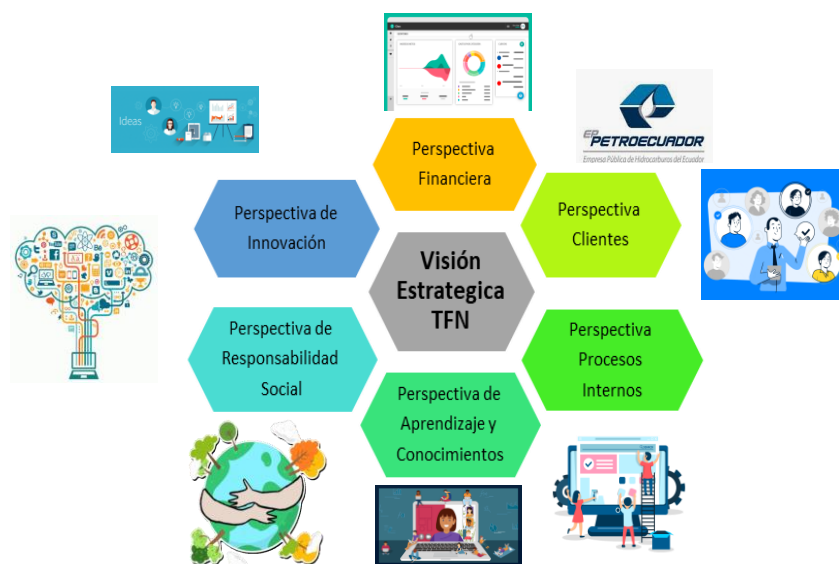 Ideas
EP
PETROECUADOR
Empresa Pública de Hidrocarburos del Ecuador
Perspectiva
Financiera
Perspectiva de
Innovación
Perspectiva
Clientes
Visión
Estrategica
TFN
Perspectiva de
Responsabilidad
Social
Perspectiva
Procesos
Internos
Perspectiva de
Aprendizaje y
Conocimientos